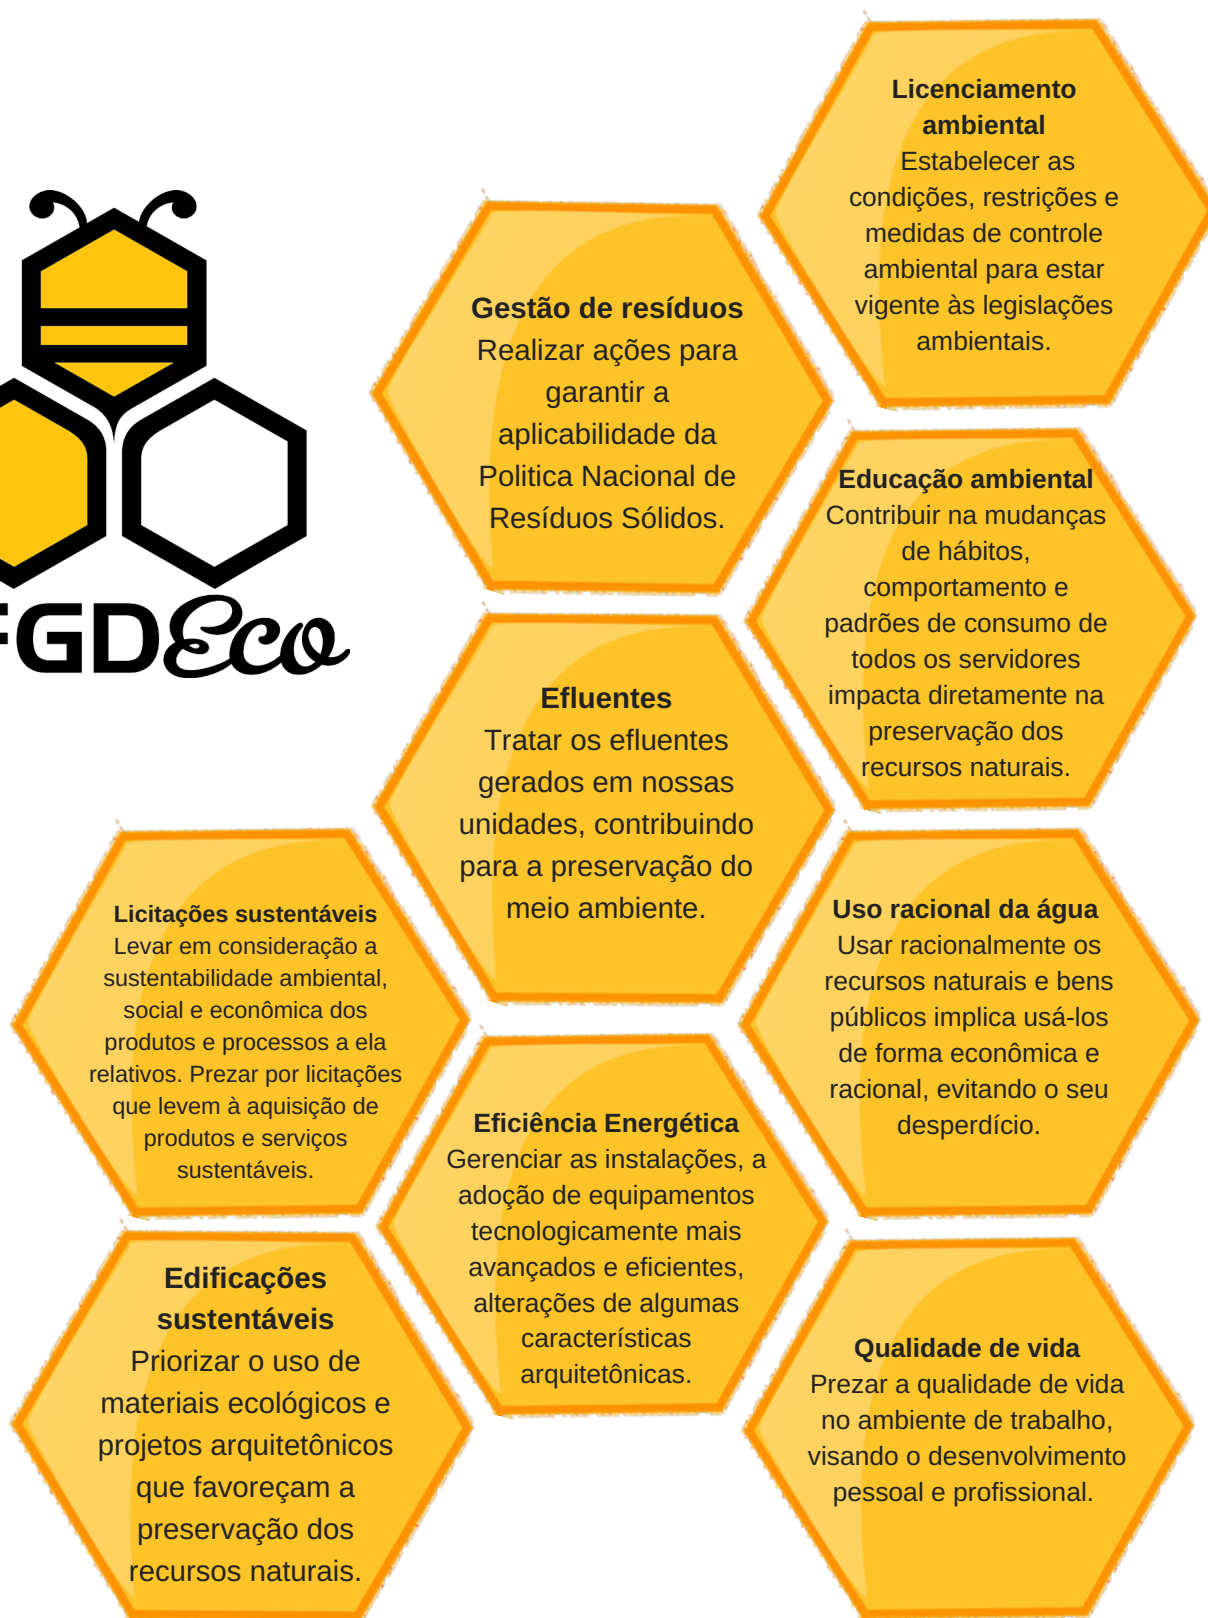 Licenciamento
ambiental
Estabelecer as
condições, restrições e
medidas de controle
ambiental para estar
vigente às legislações
ambientais.
Gestão de resíduos
Realizar ações para
garantir a
aplicabilidade da
Politica Nacional de
Resíduos Sólidos.
Educação ambiental
Contribuir na mudanças
de hábitos,
comportamento e
padrões de consumo de
todos os servidores
impacta diretamente na
preservação dos
recursos naturais.
FGDEco
Efluentes
Tratar os efluentes
gerados em nossas
unidades, contribuindo
para a preservação do
meio ambiente.
Licitações sustentáveis
Levar em consideração a
sustentabilidade ambiental,
social e econômica dos
produtos e processos a ela
relativos. Prezar por licitações
que levem à aquisição de
produtos e serviços
sustentáveis.
Uso racional da água
Usar racionalmente os
recursos naturais e bens
públicos implica usá-los
de forma econômica e
racional, evitando o seu
desperdício.
Eficiência Energética
Gerenciar as instalações, a
adoção de equipamentos
tecnologicamente mais
avançados e eficientes,
alterações de algumas
características
arquitetônicas.
Edificações
sustentáveis
Priorizar o uso de
materiais ecológicos e
projetos arquitetônicos
que favoreçam a
preservação dos
recursos naturais.
Qualidade de vida
Prezar a qualidade de vida
no ambiente de trabalho,
visando o desenvolvimento
pessoal e profissional.